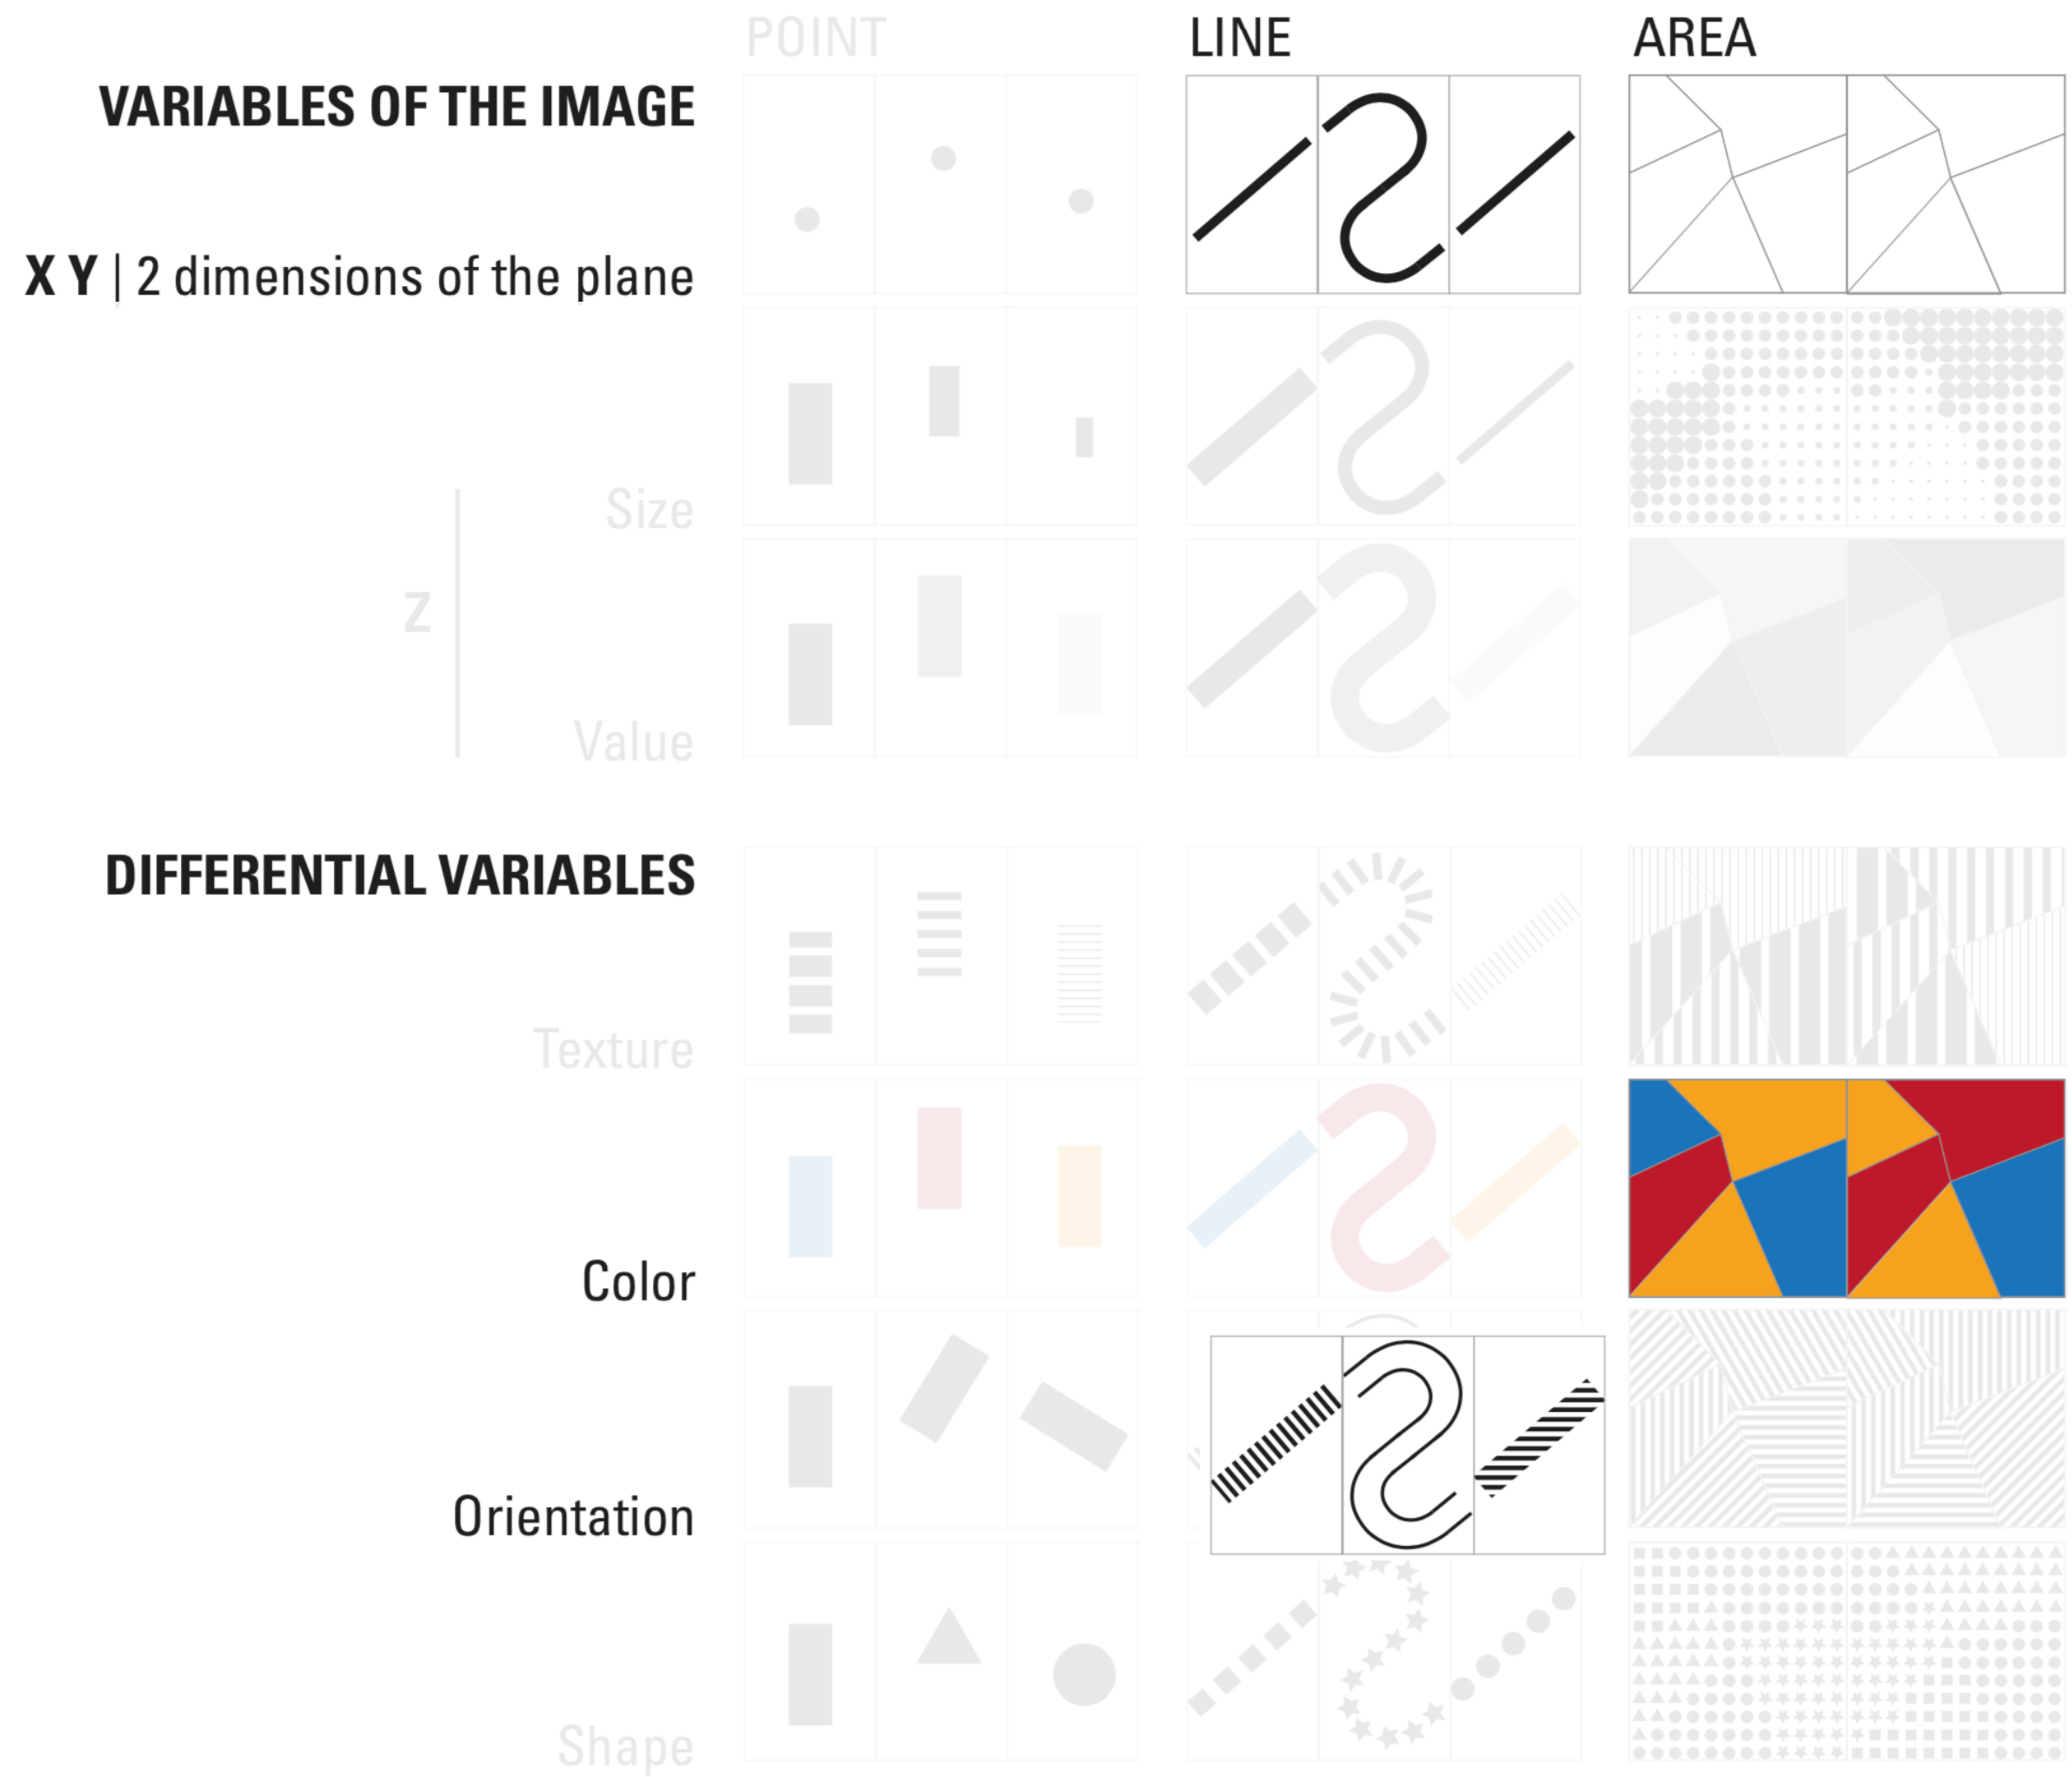 POINT
LINE
AREA
VARIABLES OF THE IMAGE
X Y | 2 dimensions of the plane
Size
Z
Value
DIFFERENTIAL VARIABLES
Texture
Color
Orientation
Shape